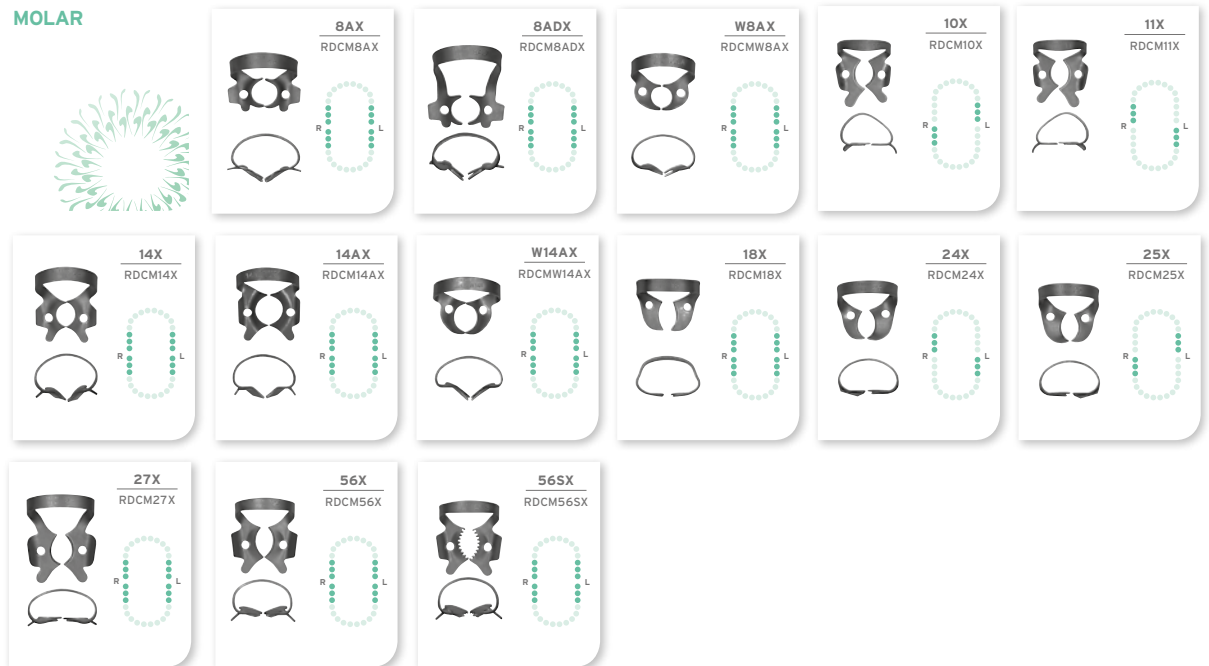 MOLAR
8AX
RDCM8AX
R
L
8ADX
RDCM8ADX
R
L
W8AX
RDCMW8AX
R
L
10X
RDCM10X
R
L
11X
RDCM11X
R
L
14X
RDCM14X
R
L
14AX
RDCM14AX
R
L
W14AX
RDCMW14AX
R
L
18X
RDCM18X
R
L
24X
RDCM24X
R
L
25X
RDCM25X
R
L
27X
RDCM27X
R
L
56X
RDCM56X
R
L
56SX
RDCM56SX
R
L